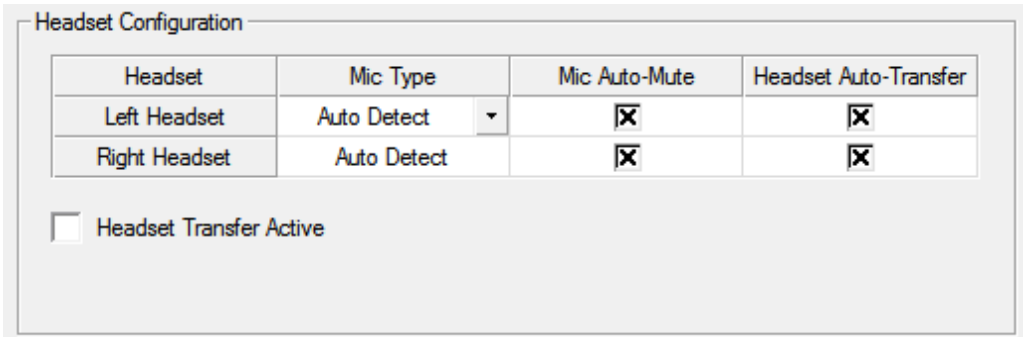 Headset Configuration
Headset Mic Type Mic Auto-Mute Headset Auto-Transfer
Left Headset Auto Detect
Right Headset Auto Detect
Headset Transfer Active